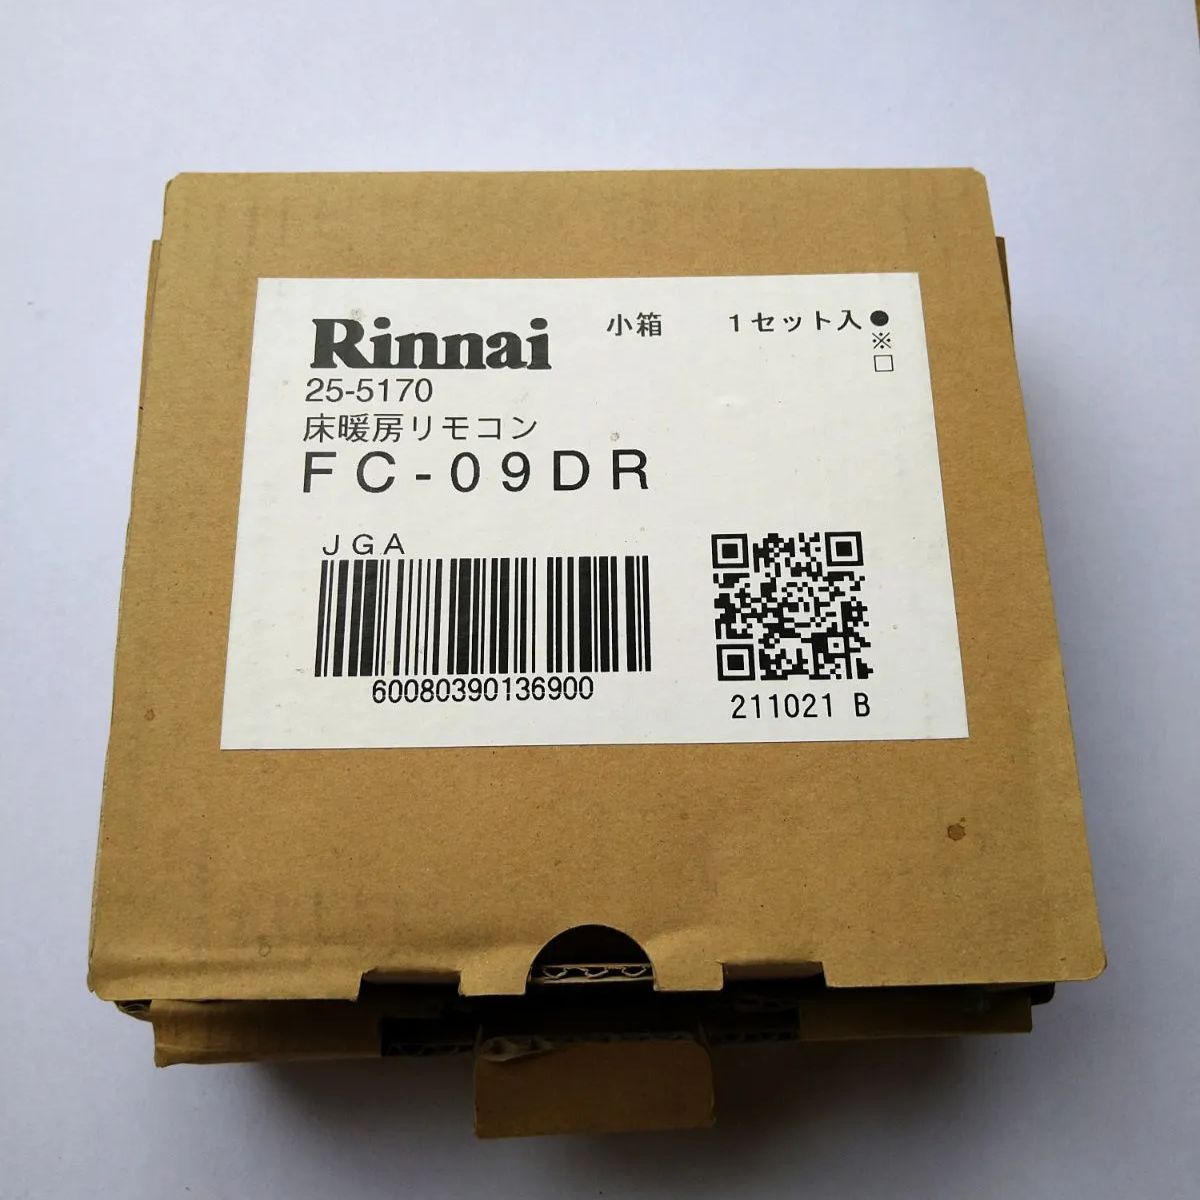 Rinnai 小箱 1セット入●
※
□
25-5170
床暖房リモコン
FC-09DR
JGA
60080390136900
211021 B